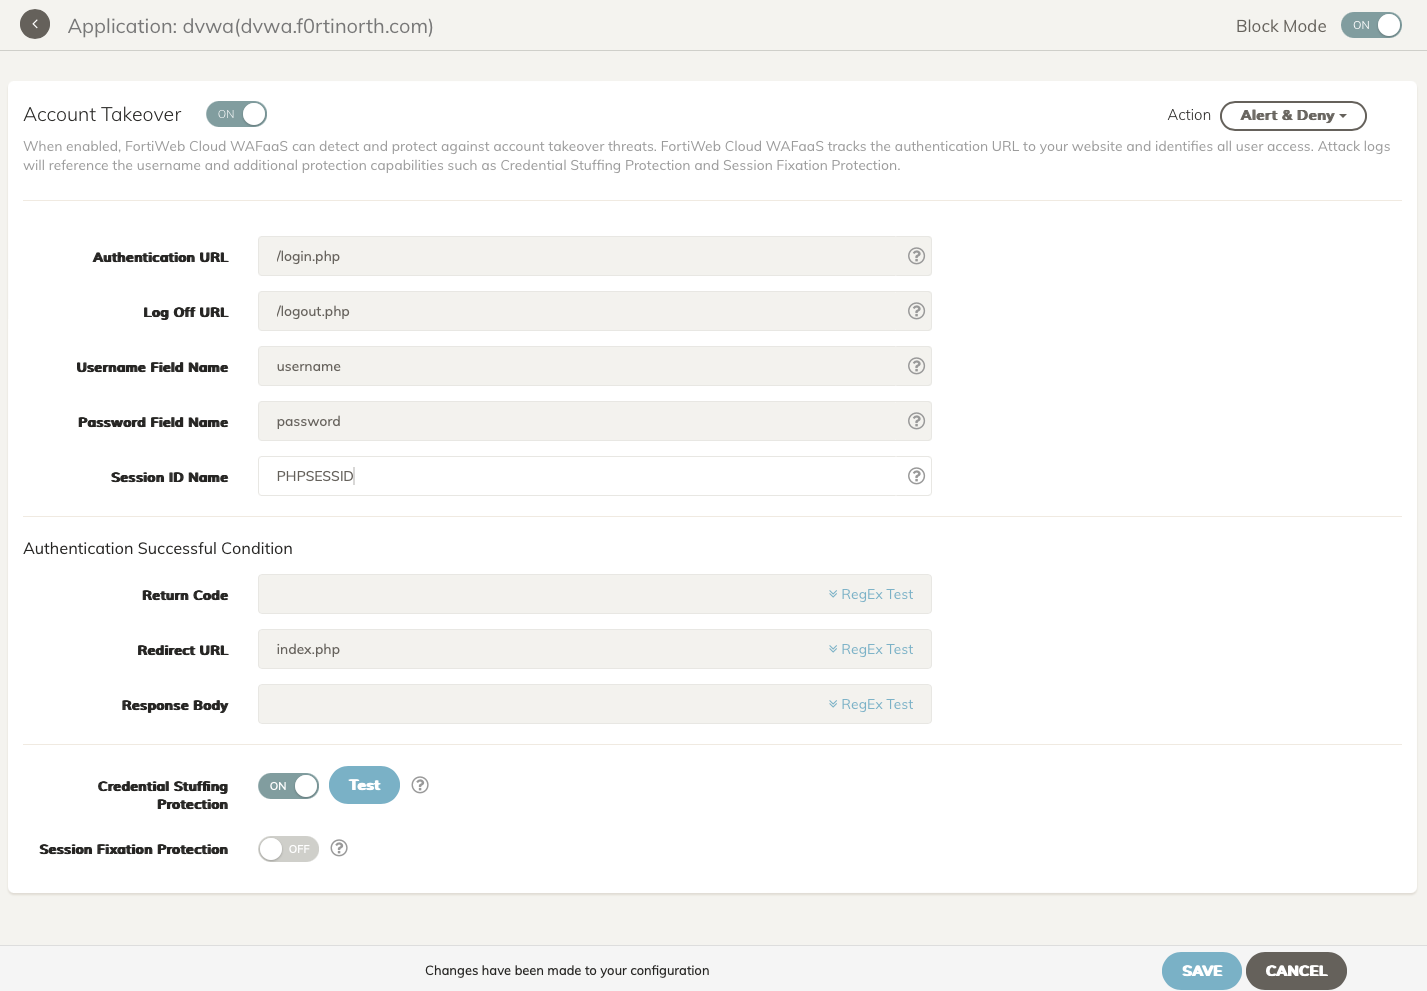 Application: dvwa(dvwa.f0rtinorth.com)
Block Mode ON
Account Takeover ON
Action Alert & Deny
When enabled, FortiWeb Cloud WAFaaS can detect and protect against account takeover threats. FortiWeb Cloud WAFaaS tracks the authentication URL to your website and identifies all user access. Attack logs
will reference the username and additional protection capabilities such as Credential Stuffing Protection and Session Fixation Protection.
Authentication URL /login.php ?
Log Off URL /logout.php ?
Username Field Name username ?
Password Field Name password ?
Session ID Name PHPSESSID ?
Authentication Successful Condition
Return Code RegEx Test
Redirect URL index.php RegEx Test
Response Body RegEx Test
Credential Stuffing
Protection
ON Test ?
Session Fixation Protection OFF ?
Changes have been made to your configuration
SAVE CANCEL